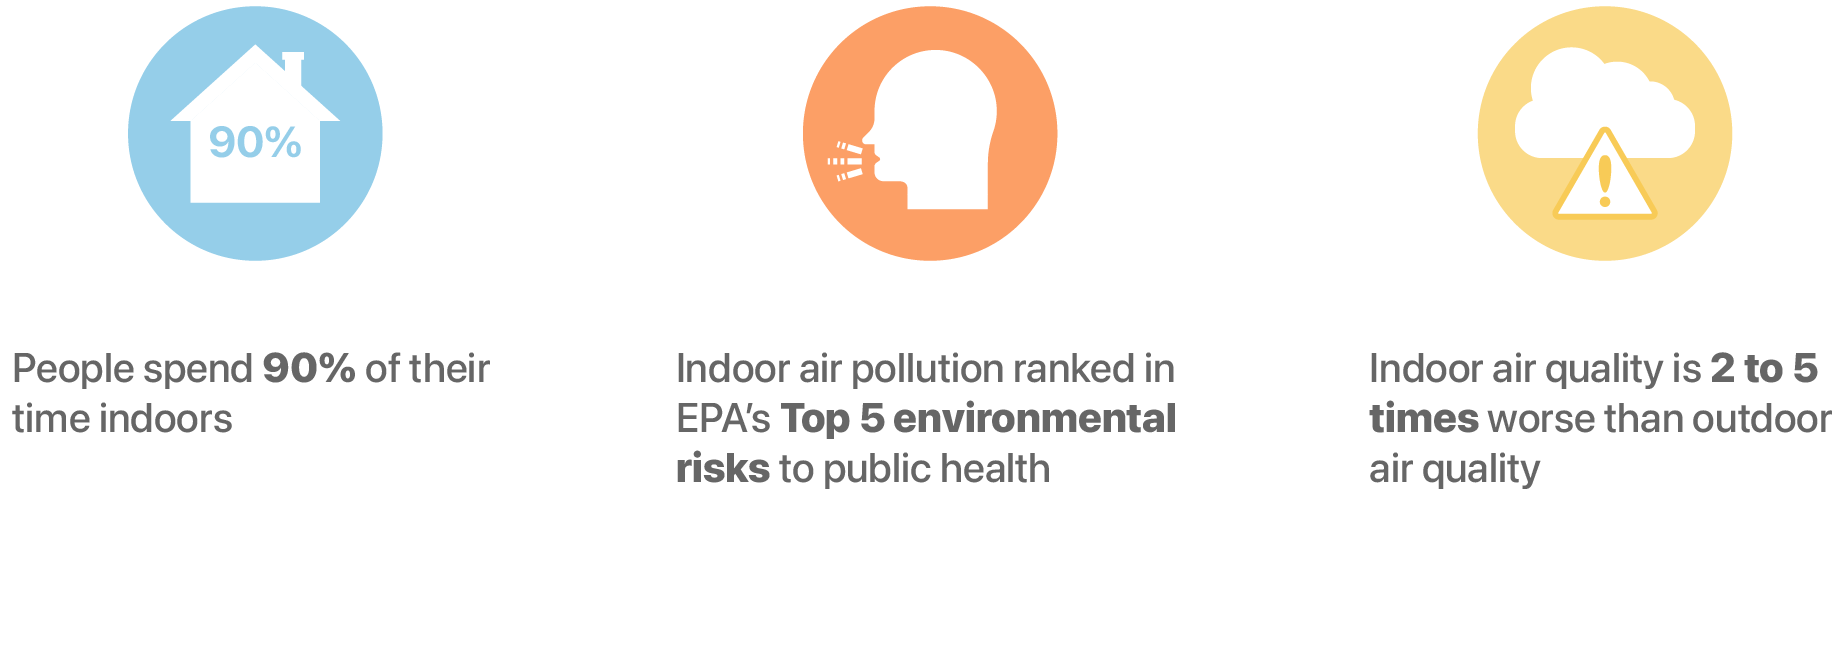 90%
People spend 90% of their
time indoors
Indoor air pollution ranked in
EPA’s Top 5 environmental
risks to public health
Indoor air quality is 2 to 5
times worse than outdoor
air quality